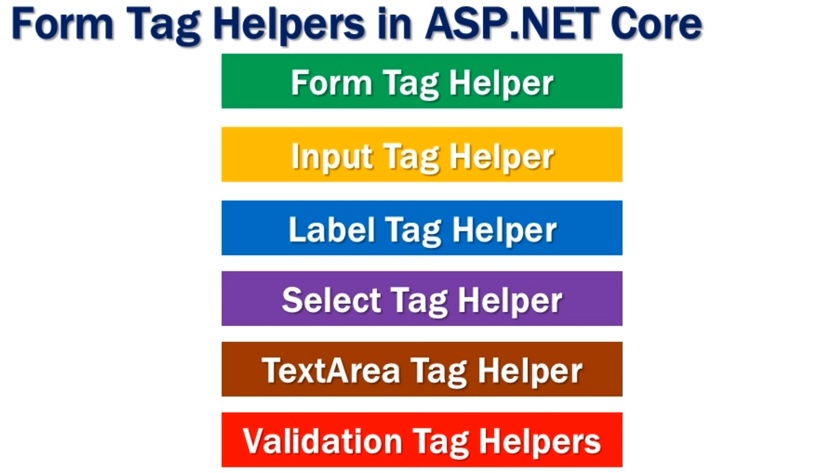 Form Tag Helpers in ASP.NET Core
Form Tag Helper
Input Tag Helper
Label Tag Helper
Select Tag Helper
TextArea Tag Helper
Validation Tag Helpers